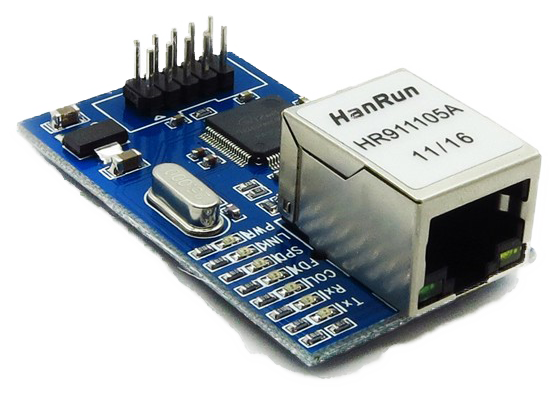 HanRun
HR911105A
11/16
PWR
LINK
SPD
FDX
COL
Rx
Tx